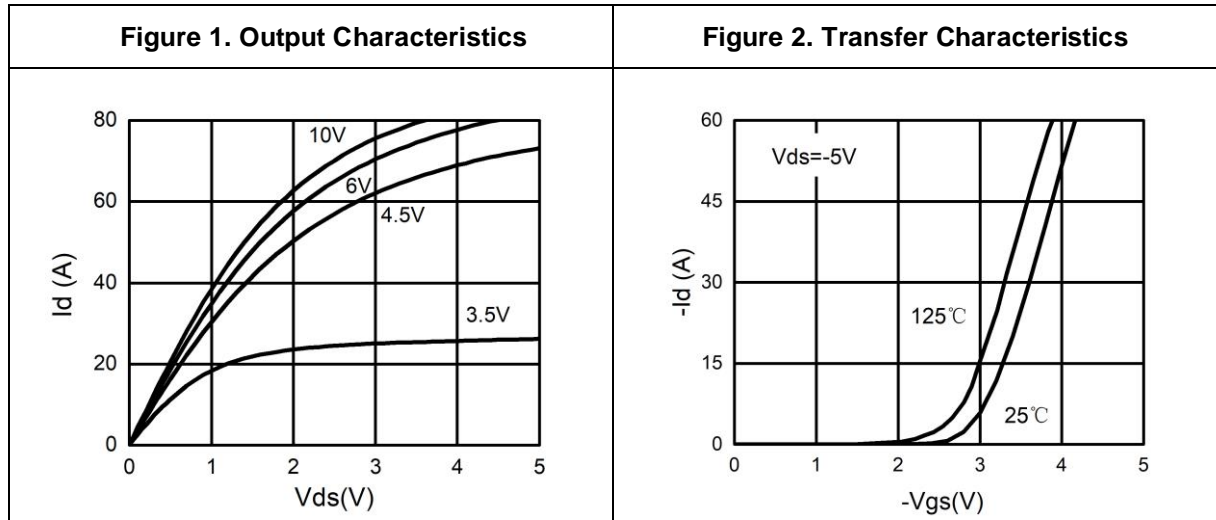 Figure 1. Output Characteristics
80
60
40
20
0
Id (A)
10V
6V
4.5V
3.5V
0 1 2 3 4 5
Vds(V)
Figure 2. Transfer Characteristics
60
45
30
15
0
-Id (A)
Vds=-5V
125℃
25℃
0 1 2 3 4 5
-Vgs(V)